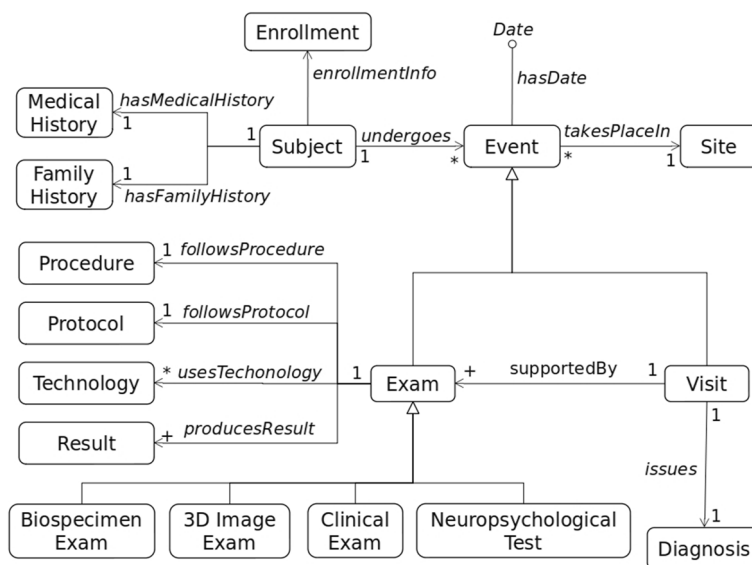 Enrollment
Date
enrollmentInfo
hasDate
Medical
History
hasMedicalHistory
1
1
Subject
undergoes
1
*
Event
takesPlaceIn
*
1
Site
Family
History
1
hasFamilyHistory
Procedure
1 followsProcedure
Protocol
1 followsProtocol
Technology
* usesTechonology
1
Exam
+
supportedBy
1
Visit
1
Result
+ producesResult
issues
1
Biospecimen
Exam
3D Image
Exam
Clinical
Exam
Neuropsychological
Test
Diagnosis